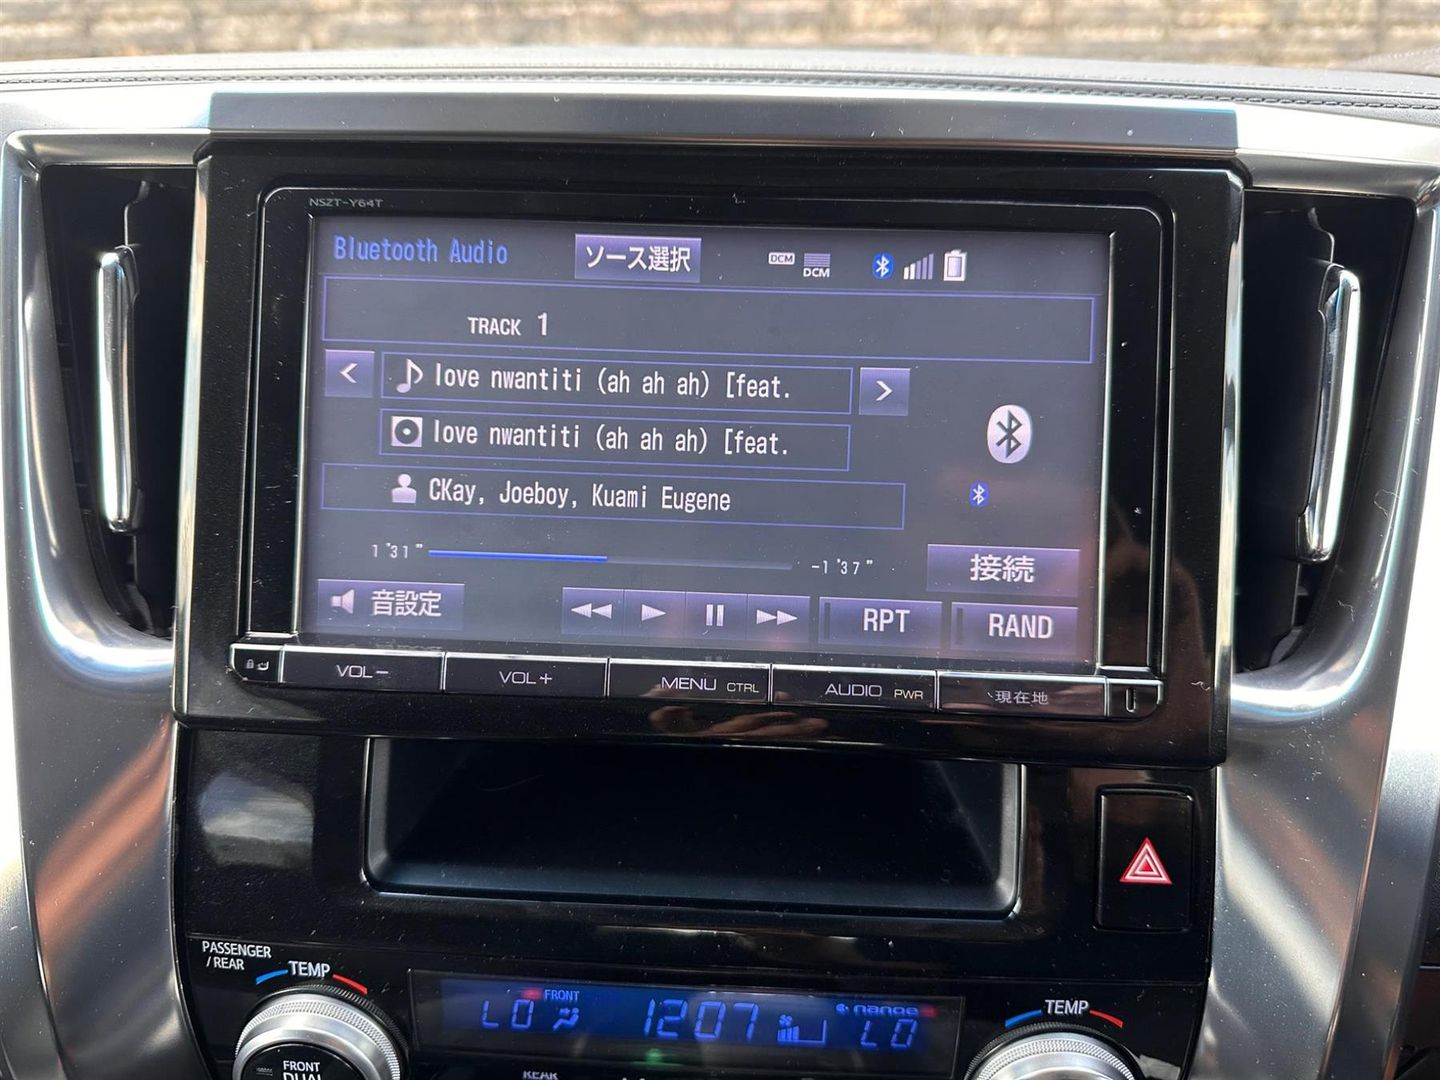 NSZT-Y64T
Bluetooth Audio ソース選択 DCM DCM
TRACK 1
< love nwantiti (ah ah ah) [feat. >
love nwantiti (ah ah ah) [feat.
CKay, Joeboy, Kuami Eugene
1'31" -1'37"
接続
音設定 RPT RAND
VOL- VOL+ MENU CTRL AUDIO PWR 現在地
PASSENGER
/REAR
TEMP
FRONT
LO 1207 nanoe LO
TEMP
FRONT
DUAL
REAR